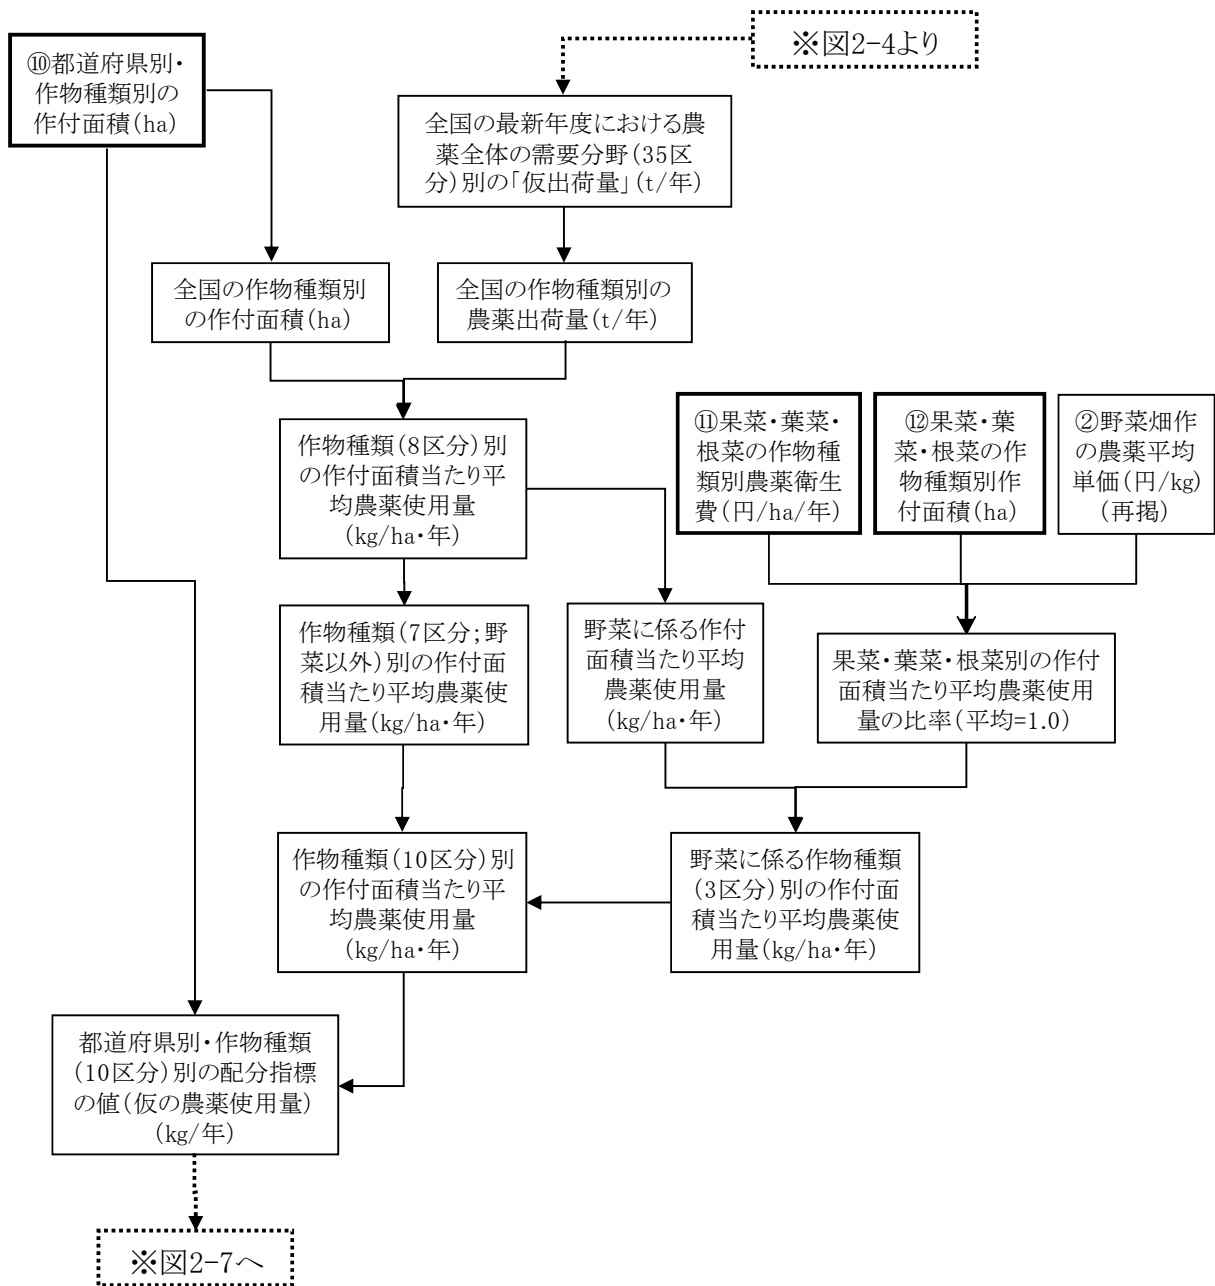 ※図2-4より
⑩都道府県別・
作物種類別の
作付面積(ha)
全国の最新年度における農
薬全体の需要分野(35区
分)別の「仮出荷量」(t/年)
全国の作物種類別
の作付面積(ha)
全国の作物種類別の
農薬出荷量(t/年)
作物種類(8区分)別
の作付面積当たり平
均農薬使用量
(kg/ha・年)
⑪果菜・葉菜・
根菜の作物種
類別農薬衛生
費(円/ha/年)
⑫果菜・葉
菜・根菜の作
物種類別作
付面積(ha)
②野菜畑作
の農薬平均
単価(円/kg)
(再掲)
作物種類(7区分;野
菜以外)別の作付面
積当たり平均農薬使
用量(kg/ha・年)
野菜に係る作付
面積当たり平均
農薬使用量
(kg/ha・年)
果菜・葉菜・根菜別の作付
面積当たり平均農薬使用
量の比率(平均=1.0)
作物種類(10区分)別
の作付面積当たり平
均農薬使用量
(kg/ha・年)
野菜に係る作物種類
(3区分)別の作付面
積当たり平均農薬使
用量(kg/ha・年)
都道府県別・作物種類
(10区分)別の配分指標
の値(仮の農薬使用量)
(kg/年)
※図2-7へ